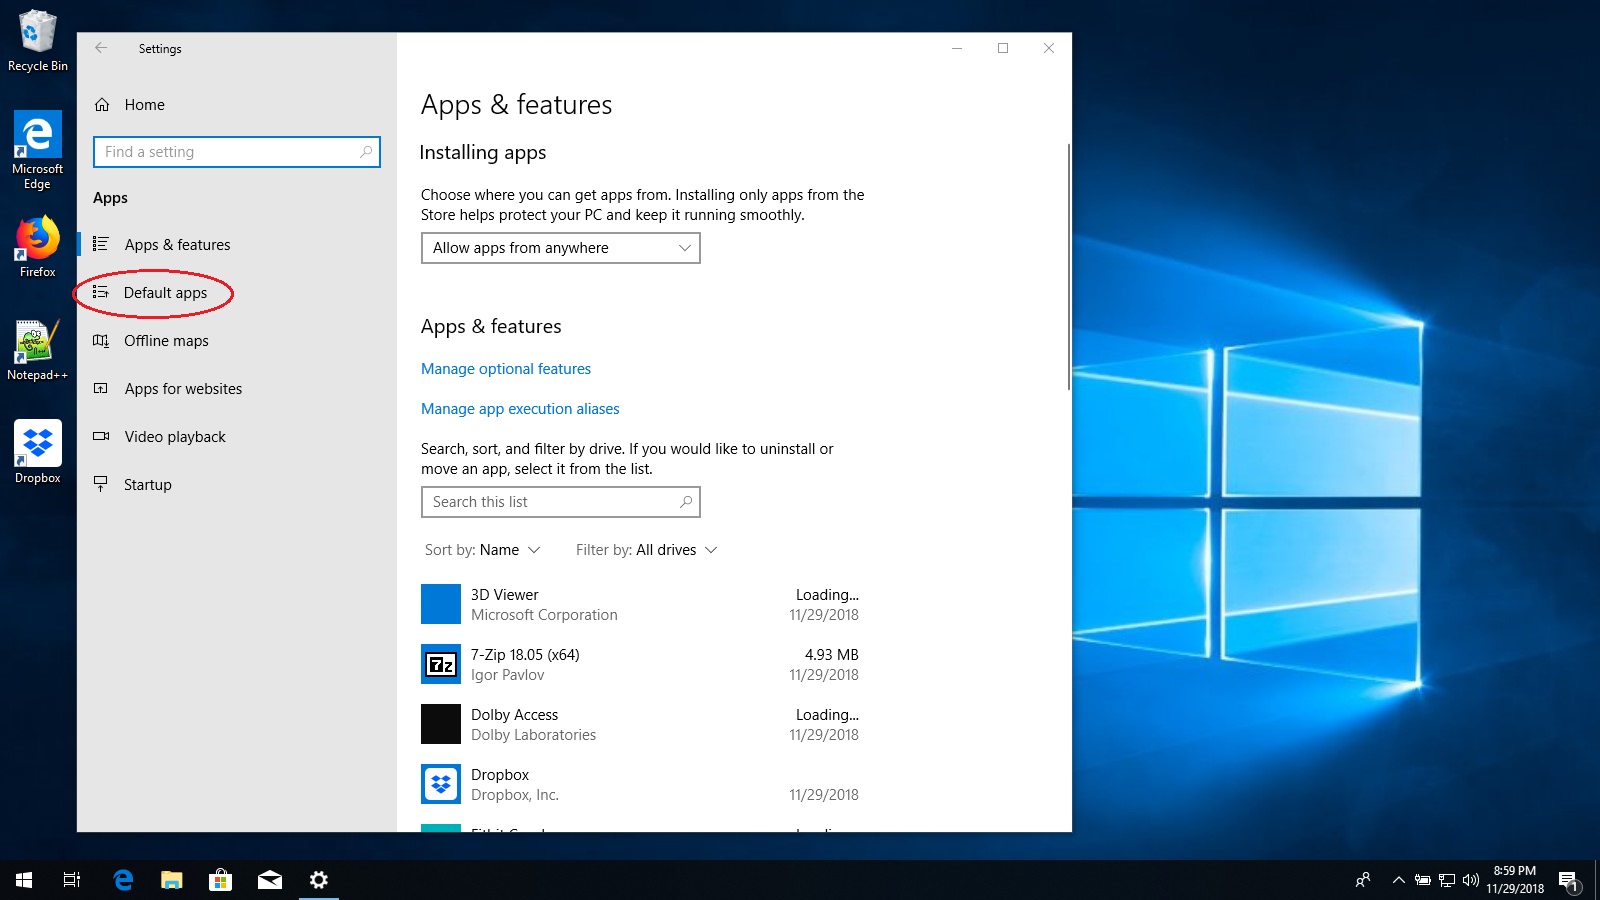 Recycle Bin
Microsoft
Edge
Firefox
Notepad++
Dropbox
Settings
Home
Find a setting
Apps
Apps & features
Default apps
Offline maps
Apps for websites
Video playback
Startup
Apps & features
Installing apps
Choose where you can get apps from. Installing only apps from the
Store helps protect your PC and keep it running smoothly.
Allow apps from anywhere
Apps & features
Manage optional features
Manage app execution aliases
Search, sort, and filter by drive. If you would like to uninstall or
move an app, select it from the list.
Search this list
Sort by: Name Filter by: All drives
3D Viewer Loading...
Microsoft Corporation 11/29/2018
7z
7-Zip 18.05 (x64) 4.93 MB
Igor Pavlov 11/29/2018
Dolby Access Loading...
Dolby Laboratories 11/29/2018
Dropbox
Dropbox, Inc. 11/29/2018
8:59 PM
11/29/2018
1